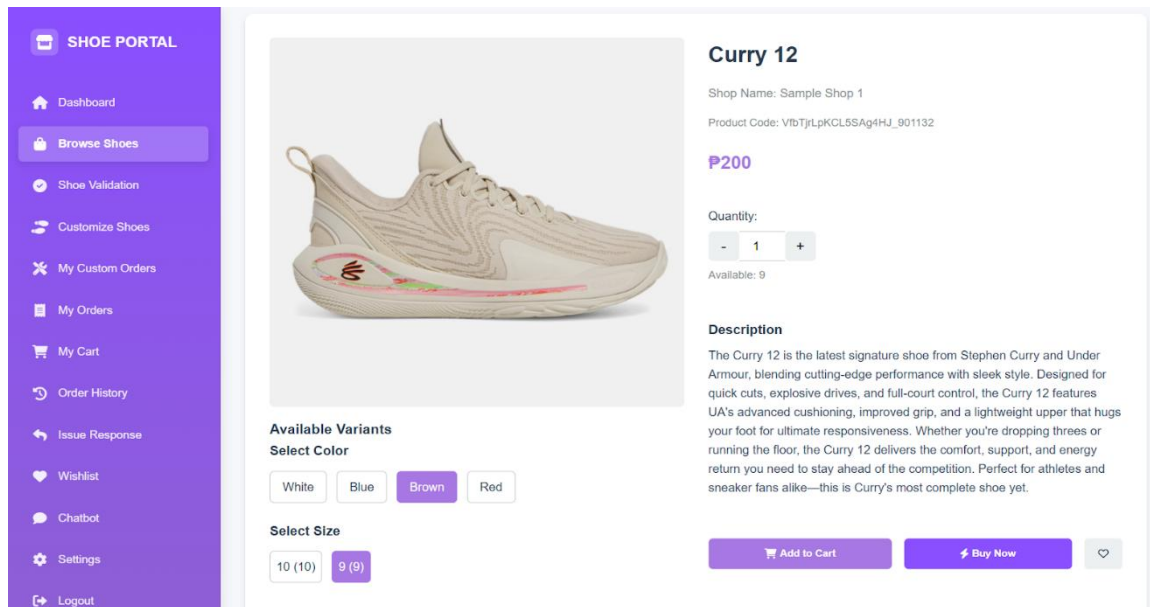 SHOE PORTAL
Dashboard
Browse Shoes
Shoe Validation
Customize Shoes
My Custom Orders
My Orders
My Cart
Order History
Issue Response
Wishlist
Chatbot
Settings
Logout
Available Variants
Select Color
White Blue Brown Red
Select Size
10 (10) 9 (9)
Curry 12
Shop Name: Sample Shop 1
Product Code: VfbTjrLpKCL5SAg4HJ_901132
₱200
Quantity:
- 1 +
Available: 9
Description
The Curry 12 is the latest signature shoe from Stephen Curry and Under
Armour, blending cutting-edge performance with sleek style. Designed for
quick cuts, explosive drives, and full-court control, the Curry 12 features
UA's advanced cushioning, improved grip, and a lightweight upper that hugs
your foot for ultimate responsiveness. Whether you're dropping threes or
running the floor, the Curry 12 delivers the comfort, support, and energy
return you need to stay ahead of the competition. Perfect for athletes and
sneaker fans alike—this is Curry's most complete shoe yet.
Add to Cart Buy Now